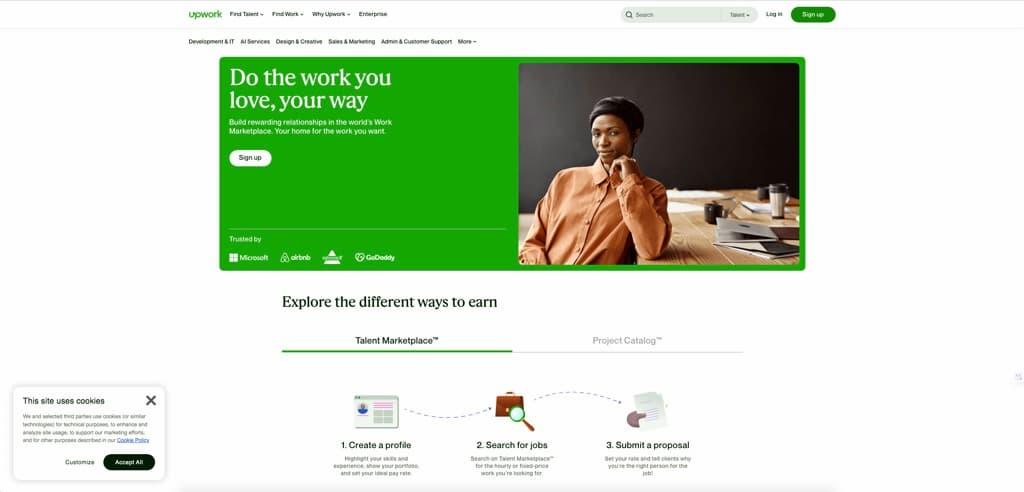 upwork Find Talent Find Work Why Upwork Enterprise Search Talent Log in Sign up
Development & IT AI Services Design & Creative Sales & Marketing Admin & Customer Support More
Do the work you
love, your way
Build rewarding relationships in the world's Work
Marketplace. Your home for the work you want.
Sign up
Trusted by
Microsoft airbnb GoDaddy
Explore the different ways to earn
Talent Marketplace™ Project Catalog™
This site uses cookies
We and selected third parties use cookies (or similar
technologies) for technical purposes, to enhance and
analyze site usage, to support our marketing efforts,
and for other purposes described in our Cookie Policy
Customize Accept All
1. Create a profile
Highlight your skills and
experience, show your portfolio,
and set your ideal pay rate.
2. Search for jobs
Search on Talent Marketplace™
for the hourly or fixed-price
work you're looking for.
3. Submit a proposal
Set your rate and tell clients why
you're the right person for the
job!